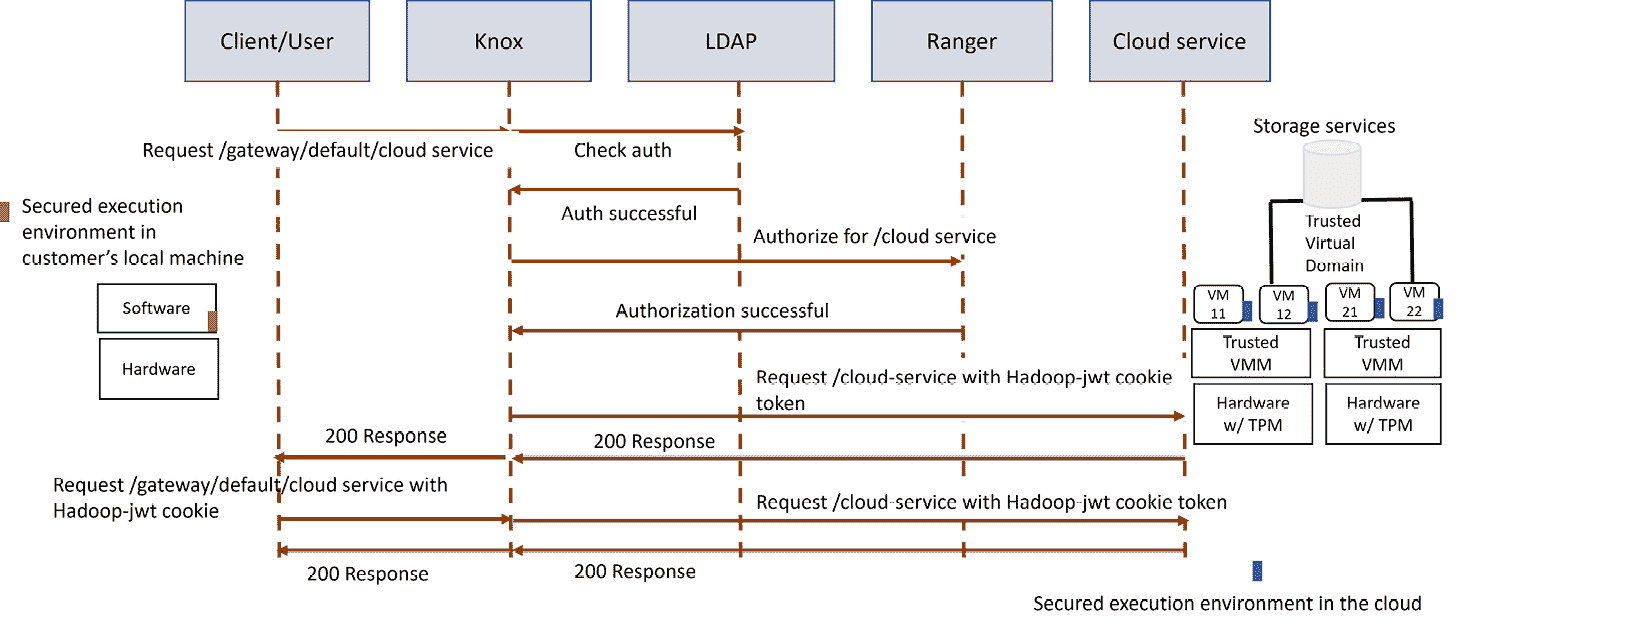 Client/User
Knox
LDAP
Ranger
Cloud service
Storage services
Request /gateway/default/cloud service
Check auth
Secured execution
environment in
customer's local machine
Auth successful
Authorize for /cloud service
Trusted
Virtual
Domain
Software
Hardware
Authorization successful
VM
11
VM
12
VM
21
VM
22
Trusted
VMM
Trusted
VMM
Hardware
w/ TPM
Hardware
w/ TPM
Request /cloud-service with Hadoop-jwt cookie
token
200 Response
200 Response
Request /gateway/default/cloud service with
Hadoop-jwt cookie
Request /cloud-service with Hadoop-jwt cookie token
200 Response
200 Response
Secured execution environment in the cloud